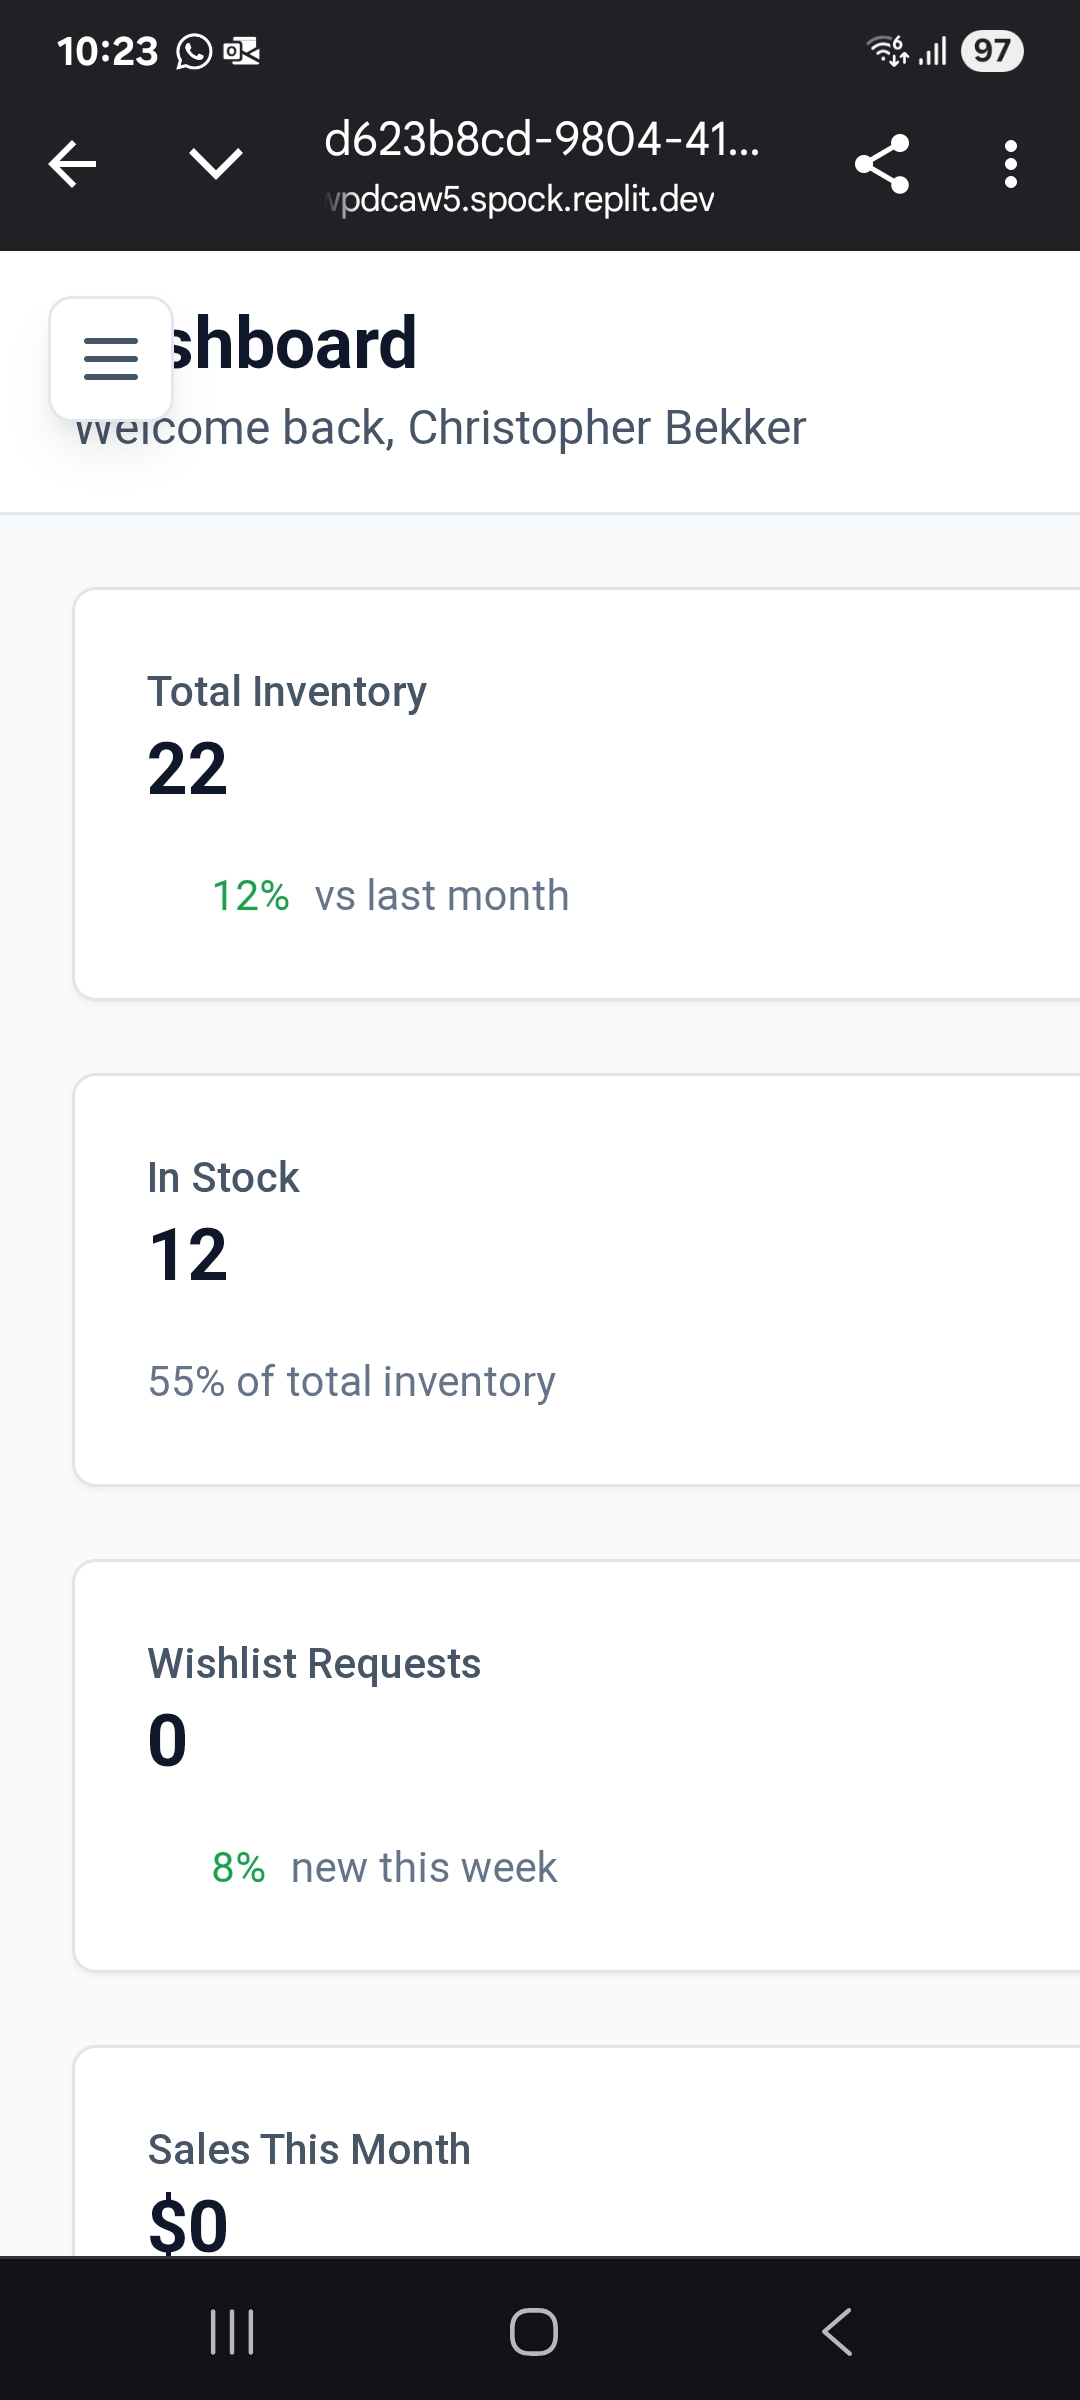 10:23
6
97
d623b8cd-9804-41...
vpdcaw5.spock.replit.dev
shboard
Welcome back, Christopher Bekker
Total Inventory
22
12% vs last month
In Stock
12
55% of total inventory
Wishlist Requests
0
8% new this week
Sales This Month
$0